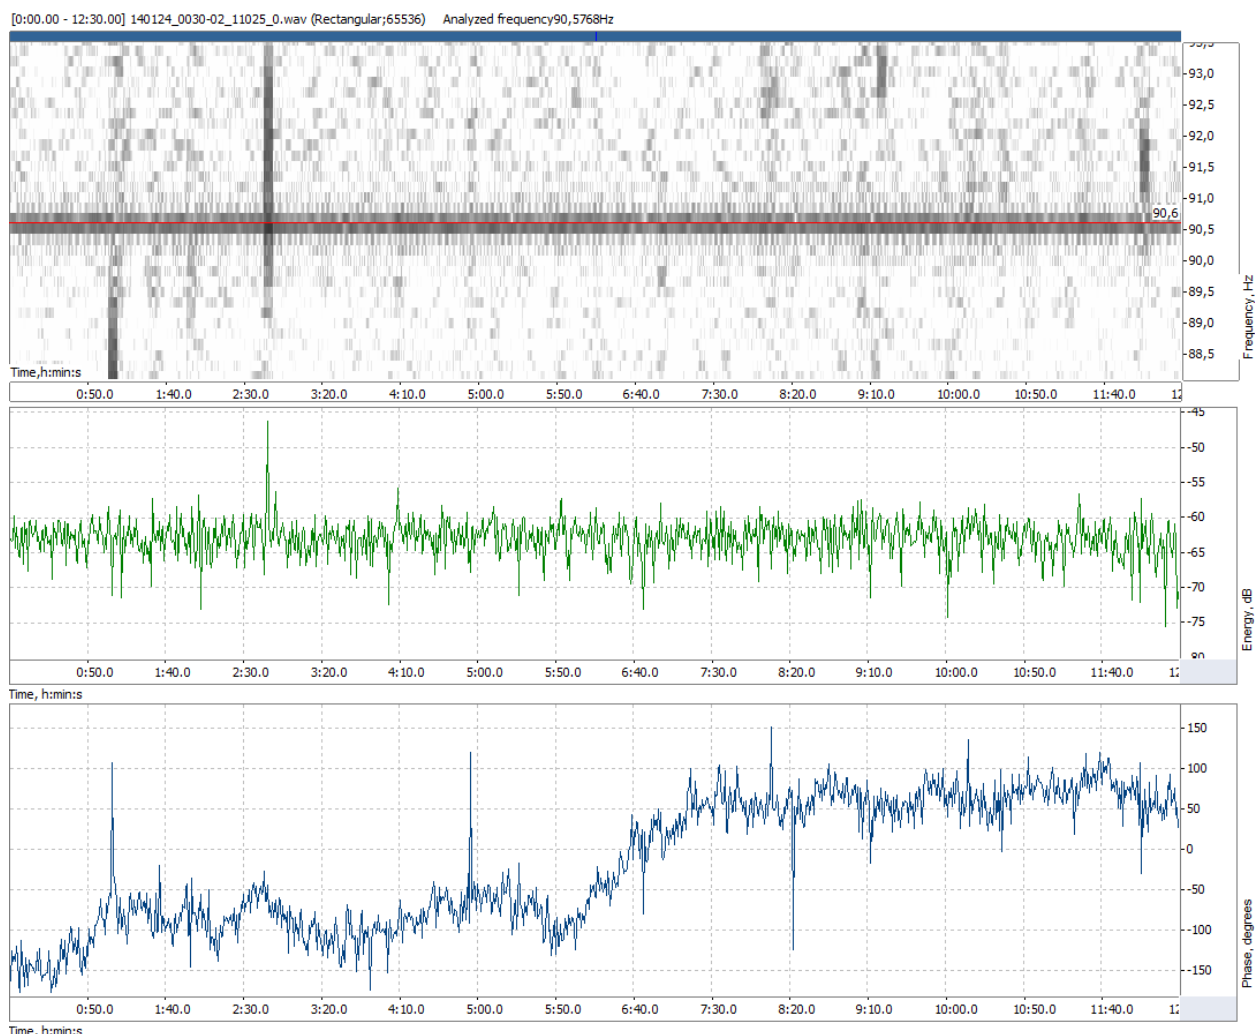 [0:00.00 - 12:30.00] 140124_0030-02_11025_0.wav (Rectangular;65536) Analyzed frequency90,5768Hz
93,0
92,5
92,0
91,5
91,0
90,6
90,5
90,0
89,5
89,0
88,5
Frequency, Hz
Time,h:min:s
0:50.0 1:40.0 2:30.0 3:20.0 4:10.0 5:00.0 5:50.0 6:40.0 7:30.0 8:20.0 9:10.0 10:00.0 10:50.0 11:40.0 12
-45
-50
-55
-60
-65
-70
-75
Energy, dB
0:50.0 1:40.0 2:30.0 3:20.0 4:10.0 5:00.0 5:50.0 6:40.0 7:30.0 8:20.0 9:10.0 10:00.0 10:50.0 11:40.0 12
Time, h:min:s
150
100
50
0
-50
-100
-150
Phase, degrees
0:50.0 1:40.0 2:30.0 3:20.0 4:10.0 5:00.0 5:50.0 6:40.0 7:30.0 8:20.0 9:10.0 10:00.0 10:50.0 11:40.0 12
Time, h:min:s